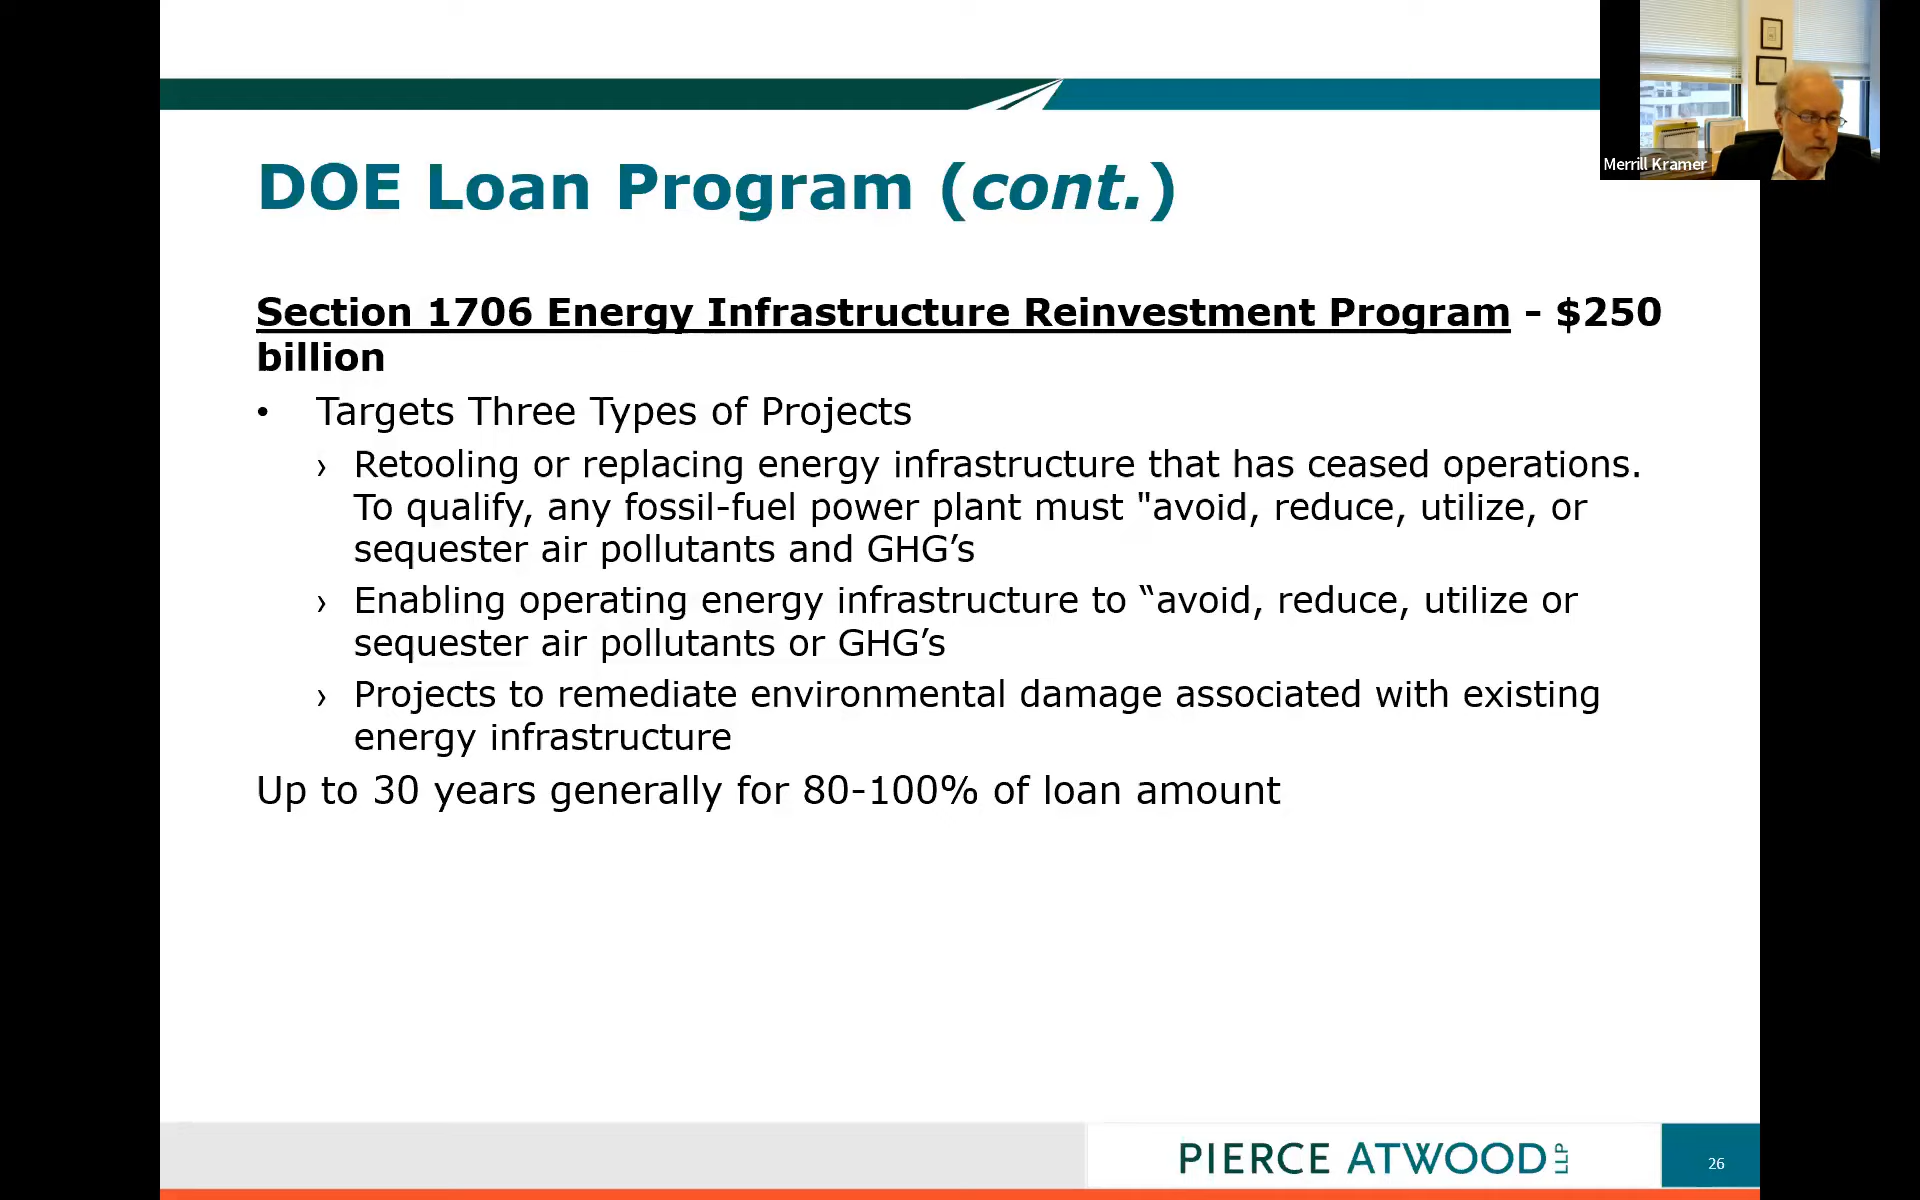 Merrill Kramer
DOE Loan Program (cont.)
Section 1706 Energy Infrastructure Reinvestment Program - $250
billion
• Targets Three Types of Projects
› Retooling or replacing energy infrastructure that has ceased operations.
To qualify, any fossil-fuel power plant must "avoid, reduce, utilize, or
sequester air pollutants and GHG’s
› Enabling operating energy infrastructure to “avoid, reduce, utilize or
sequester air pollutants or GHG’s
› Projects to remediate environmental damage associated with existing
energy infrastructure
Up to 30 years generally for 80-100% of loan amount
PIERCE ATWOOD LLP
26